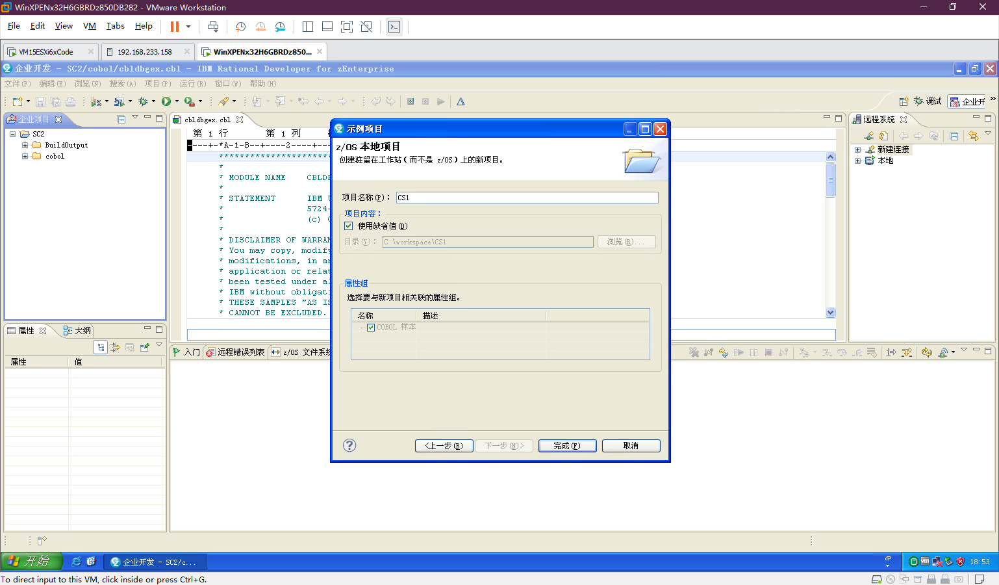 WinXPENx32H6GBRDz850DB282 - VMware Workstation
File Edit View VM Tabs Help
VM15ESXi6xCode
192.168.233.158
WinXPENx32H6GBRDz850...
企业开发 - SC2/cobol/cbldbgex.cbl - IBM Rational Developer for zEnterprise
文件(F) 编辑(E) 浏览(N) 搜索(A) 项目(P) 运行(R) 窗口(W) 帮助(H)
调试
企业开
企业项目
SC2
BuildOutput
cobol
cbldbgex.cbl
第 1 行 第 1 列
----+-*A-1-B--+----2----+---
***********************
*
* MODULE NAME CBLDB
*
* STATEMENT IBM
* 5724-
* (c)
*
* DISCLAIMER OF WARRAN
* You may copy, modify
* modifications, in an
* application or relat
* been tested under al
* IBM without obligati
* THESE SAMPLES "AS IS
* CANNOT BE EXCLUDED.
远程系统
新建连接
本地
示例项目
z/OS 本地项目
创建驻留在工作站(而不是 z/OS)上的新项目。
项目名称(P): CS1
项目内容:
使用缺省值(D)
目录(Y): C:\workspace\CS1 浏览(R)...
属性组
选择要与新项目相关联的属性组。
名称 描述
COBOL 样本
<上一步(B) 下一步(N)> 完成(F) 取消
属性 大纲
属性 值
入门 远程错误列表 z/OS 文件系统
开始
企业开发 - SC2/c...
18:53
To direct input to this VM, click inside or press Ctrl+G.